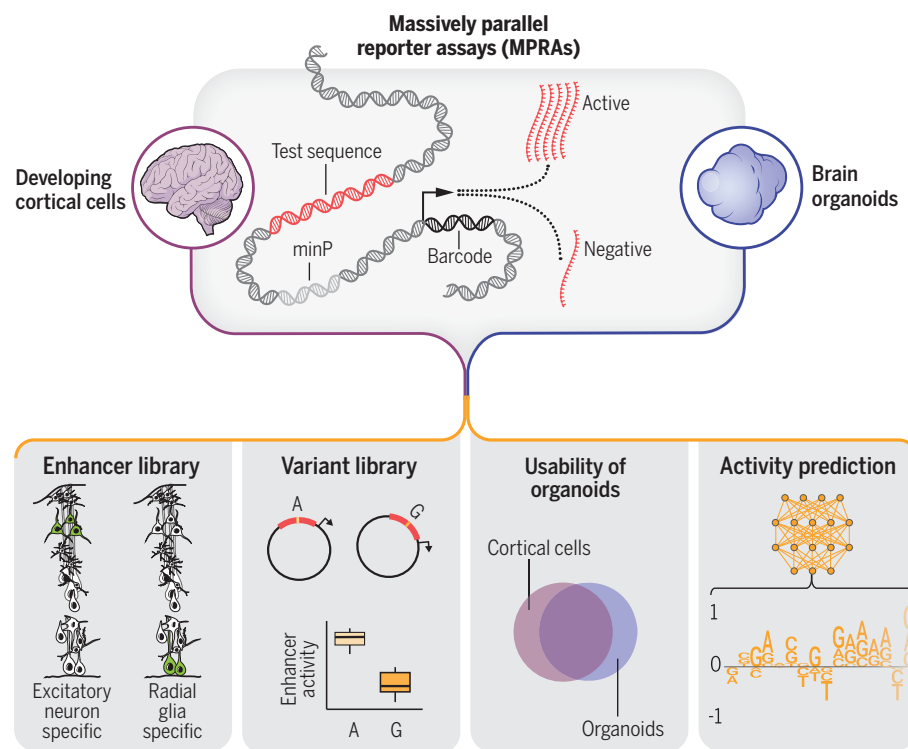 Massively parallel
reporter assays (MPRAs)
Developing
cortical cells
Test sequence
minP
Barcode
Active
Negative
Brain
organoids
Enhancer library
Excitatory
neuron
specific
Radial
glia
specific
Variant library
A
G
Enhancer
activity
A
G
Usability of
organoids
Cortical cells
Organoids
Activity prediction
1
0
-1